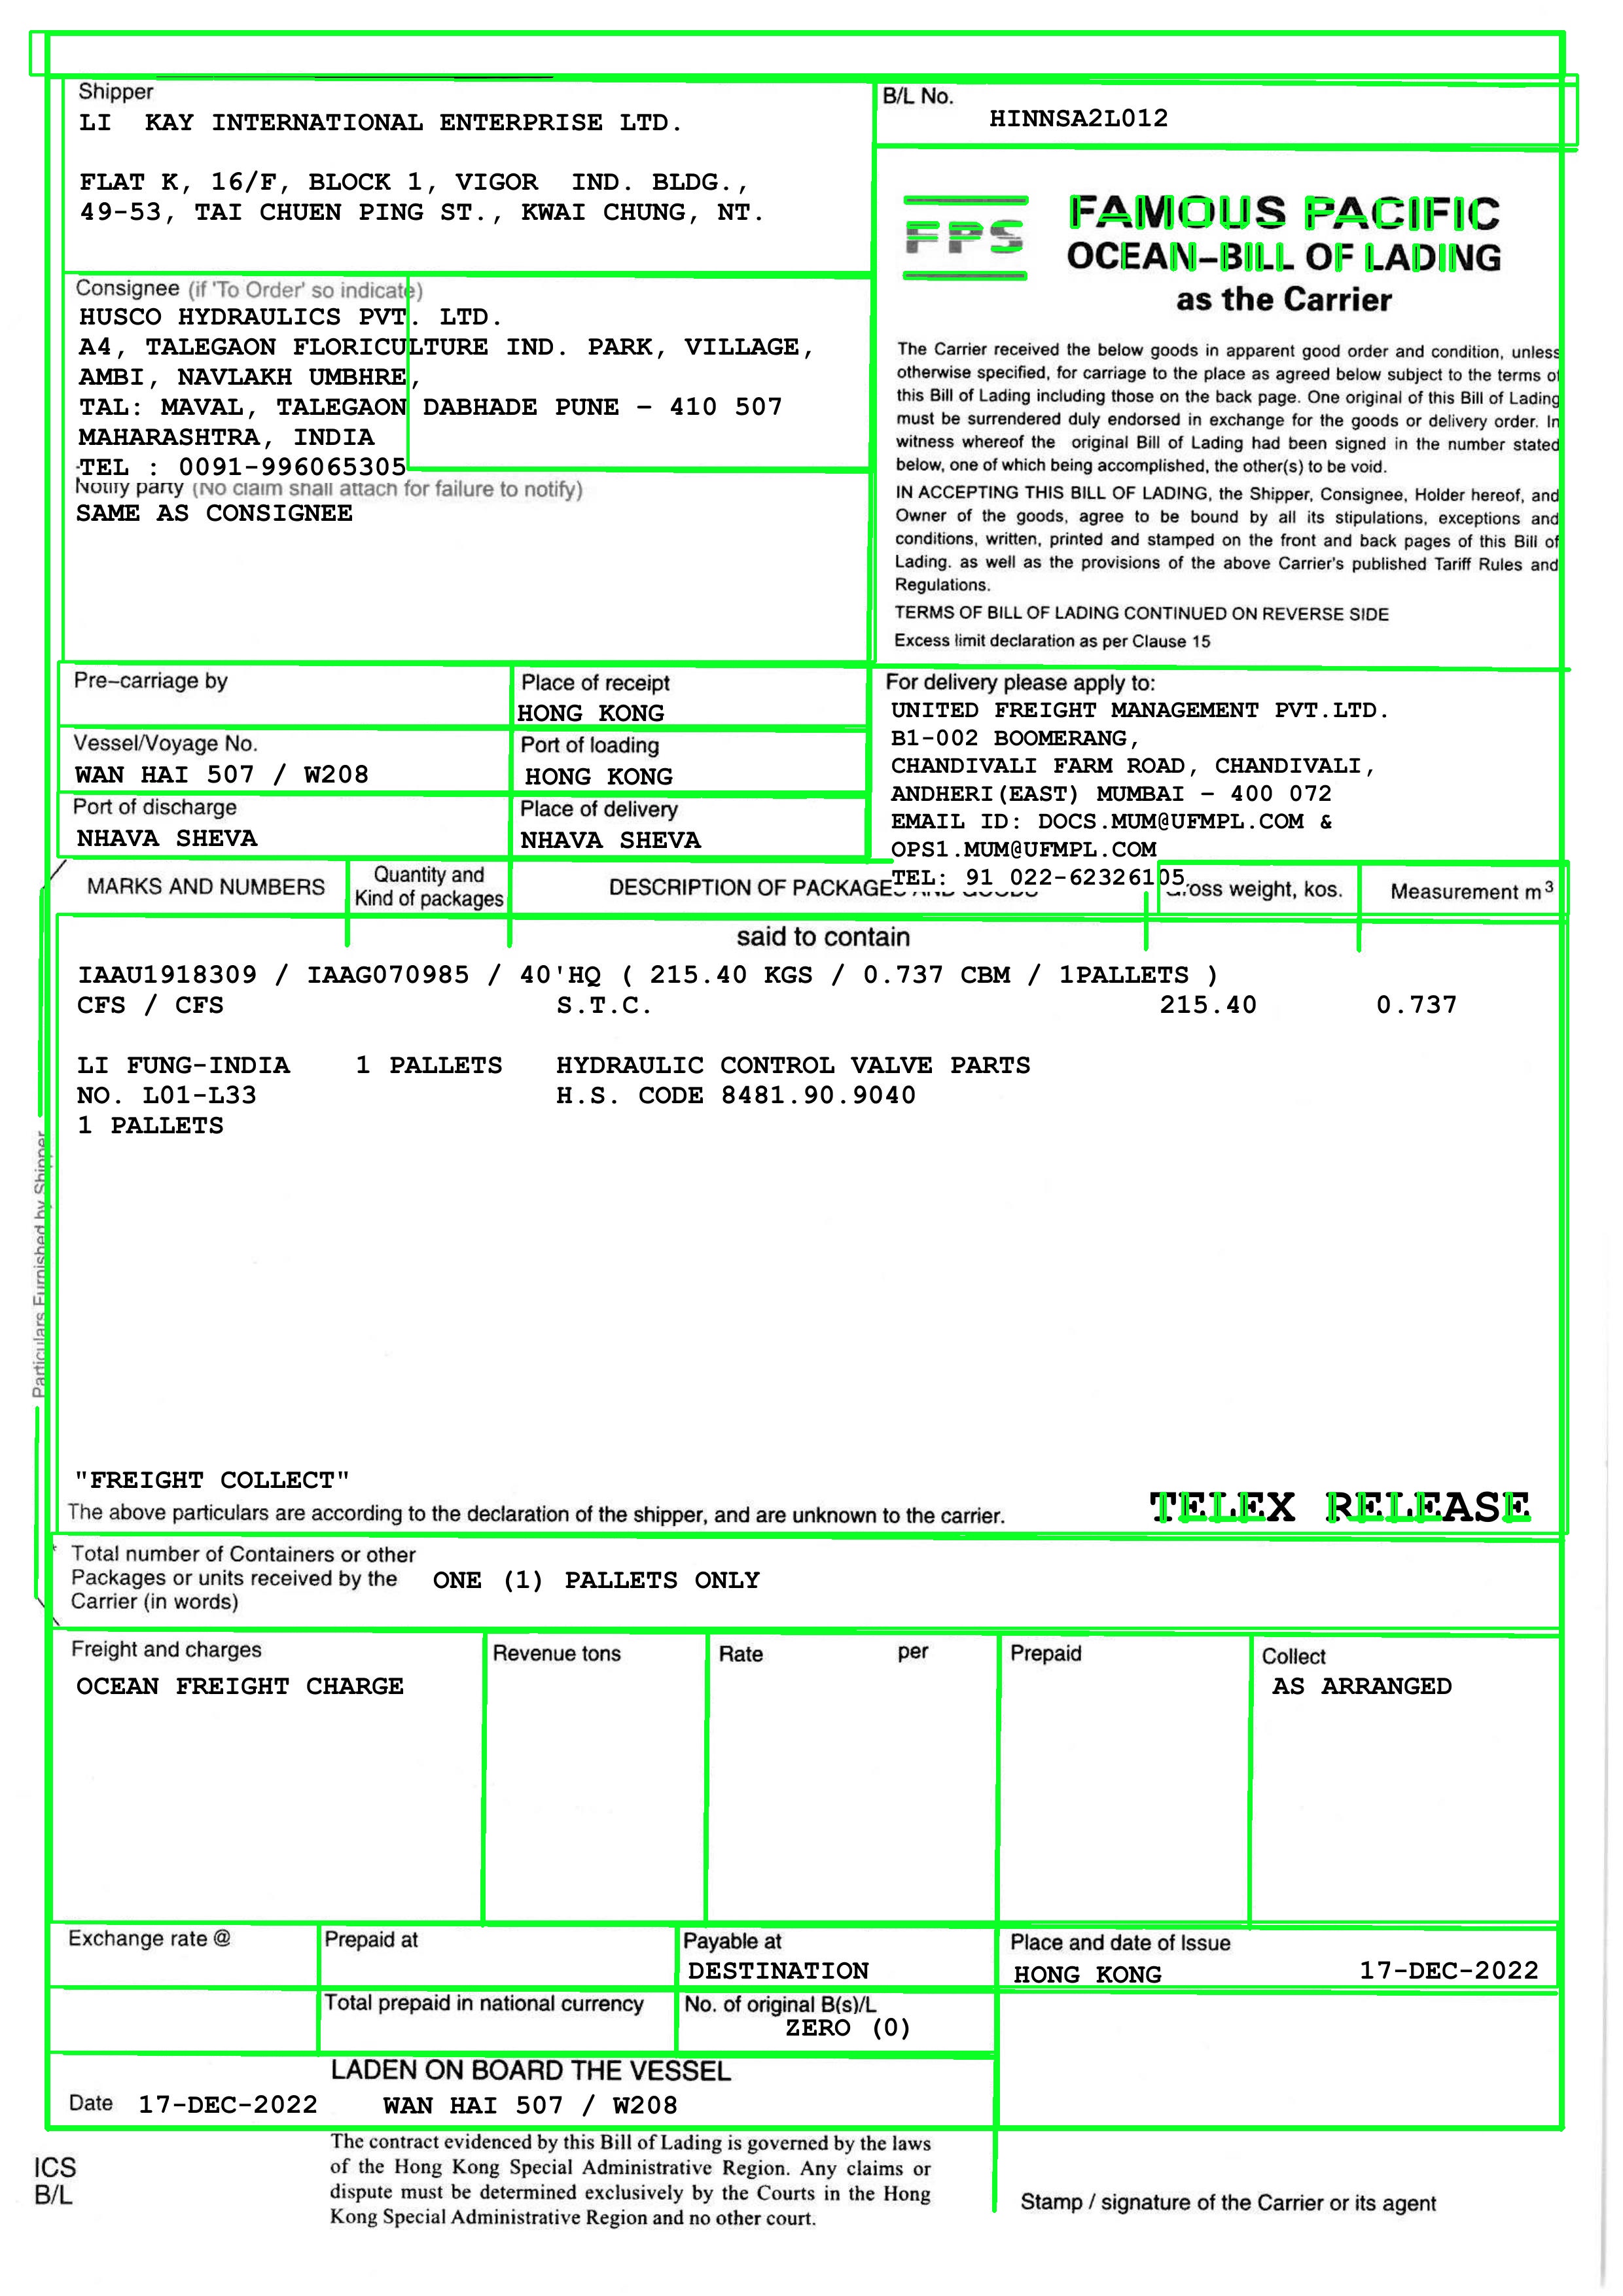 Shipper
LI KAY INTERNATIONAL ENTERPRISE LTD.
FLAT K, 16/F, BLOCK 1, VIGOR IND. BLDG.,
49-53, TAI CHUEN PING ST., KWAI CHUNG, NT.
B/L No.
HINNSA2L012
FPS
FAMOUS PACIFIC
OCEAN-BILL OF LADING
as the Carrier
The Carrier received the below goods in apparent good order and condition, unless
otherwise specified, for carriage to the place as agreed below subject to the terms of
this Bill of Lading including those on the back page. One original of this Bill of Lading
must be surrendered duly endorsed in exchange for the goods or delivery order. In
witness whereof the original Bill of Lading had been signed in the number stated
below, one of which being accomplished, the other(s) to be void.
IN ACCEPTING THIS BILL OF LADING, the Shipper, Consignee, Holder hereof, and
Owner of the goods, agree to be bound by all its stipulations, exceptions and
conditions, written, printed and stamped on the front and back pages of this Bill of
Lading. as well as the provisions of the above Carrier's published Tariff Rules and
Regulations.
TERMS OF BILL OF LADING CONTINUED ON REVERSE SIDE
Excess limit declaration as per Clause 15
Consignee (if 'To Order' so indicate)
HUSCO HYDRAULICS PVT. LTD.
A4, TALEGAON FLORICULTURE IND. PARK, VILLAGE,
AMBI, NAVLAKH UMBHRE,
TAL: MAVAL, TALEGAON DABHADE PUNE – 410 507
MAHARASHTRA, INDIA
TEL : 0091-996065305
Notify party (No claim shall attach for failure to notify)
SAME AS CONSIGNEE
Pre-carriage by
Place of receipt
HONG KONG
Vessel/Voyage No.
WAN HAI 507 / W208
Port of loading
HONG KONG
Port of discharge
NHAVA SHEVA
Place of delivery
NHAVA SHEVA
For delivery please apply to:
UNITED FREIGHT MANAGEMENT PVT.LTD.
B1-002 BOOMERANG,
CHANDIVALI FARM ROAD, CHANDIVALI,
ANDHERI(EAST) MUMBAI – 400 072
EMAIL ID: DOCS.MUM@UFMPL.COM &
OPS1.MUM@UFMPL.COM
TEL: 91 022-62326105
MARKS AND NUMBERS
Quantity and
Kind of packages
DESCRIPTION OF PACKAGES AND GOODS
Gross weight, kos.
Measurement m³
said to contain
IAAU1918309 / IAAG070985 / 40'HQ ( 215.40 KGS / 0.737 CBM / 1PALLETS )
CFS / CFS S.T.C. 215.40 0.737
LI FUNG-INDIA 1 PALLETS HYDRAULIC CONTROL VALVE PARTS
NO. L01-L33 H.S. CODE 8481.90.9040
1 PALLETS
Particulars Furnished by Shipper
"FREIGHT COLLECT"
The above particulars are according to the declaration of the shipper, and are unknown to the carrier.
TELEX RELEASE
Total number of Containers or other
Packages or units received by the
Carrier (in words)
ONE (1) PALLETS ONLY
Freight and charges
OCEAN FREIGHT CHARGE
Revenue tons
Rate per
Prepaid
Collect
AS ARRANGED
Exchange rate @
Prepaid at
Payable at
DESTINATION
Place and date of Issue
HONG KONG 17-DEC-2022
Total prepaid in national currency
No. of original B(s)/L
ZERO (0)
LADEN ON BOARD THE VESSEL
Date 17-DEC-2022 WAN HAI 507 / W208
The contract evidenced by this Bill of Lading is governed by the laws
of the Hong Kong Special Administrative Region. Any claims or
dispute must be determined exclusively by the Courts in the Hong
Kong Special Administrative Region and no other court.
ICS
B/L
Stamp / signature of the Carrier or its agent